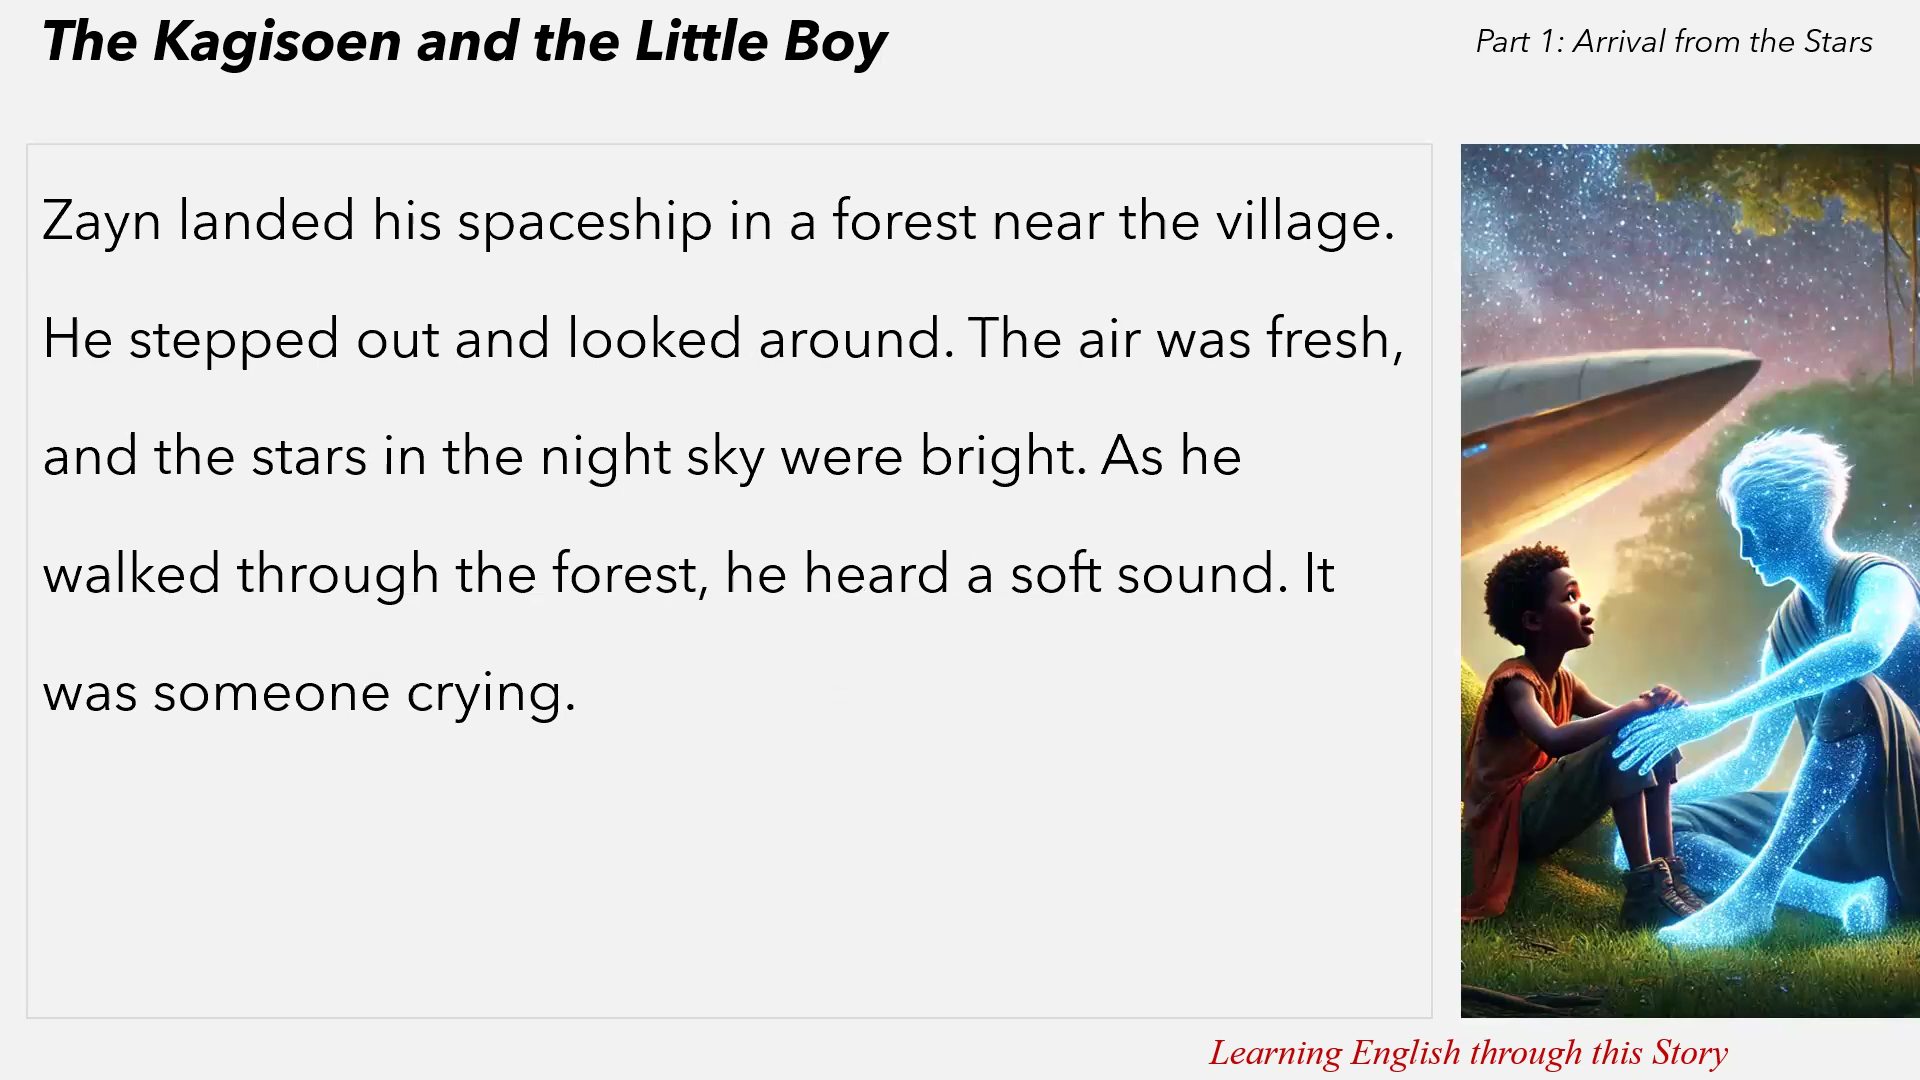 The Kagisoen and the Little Boy
Part 1: Arrival from the Stars
Zayn landed his spaceship in a forest near the village.
He stepped out and looked around. The air was fresh,
and the stars in the night sky were bright. As he
walked through the forest, he heard a soft sound. It
was someone crying.
Learning English through this Story